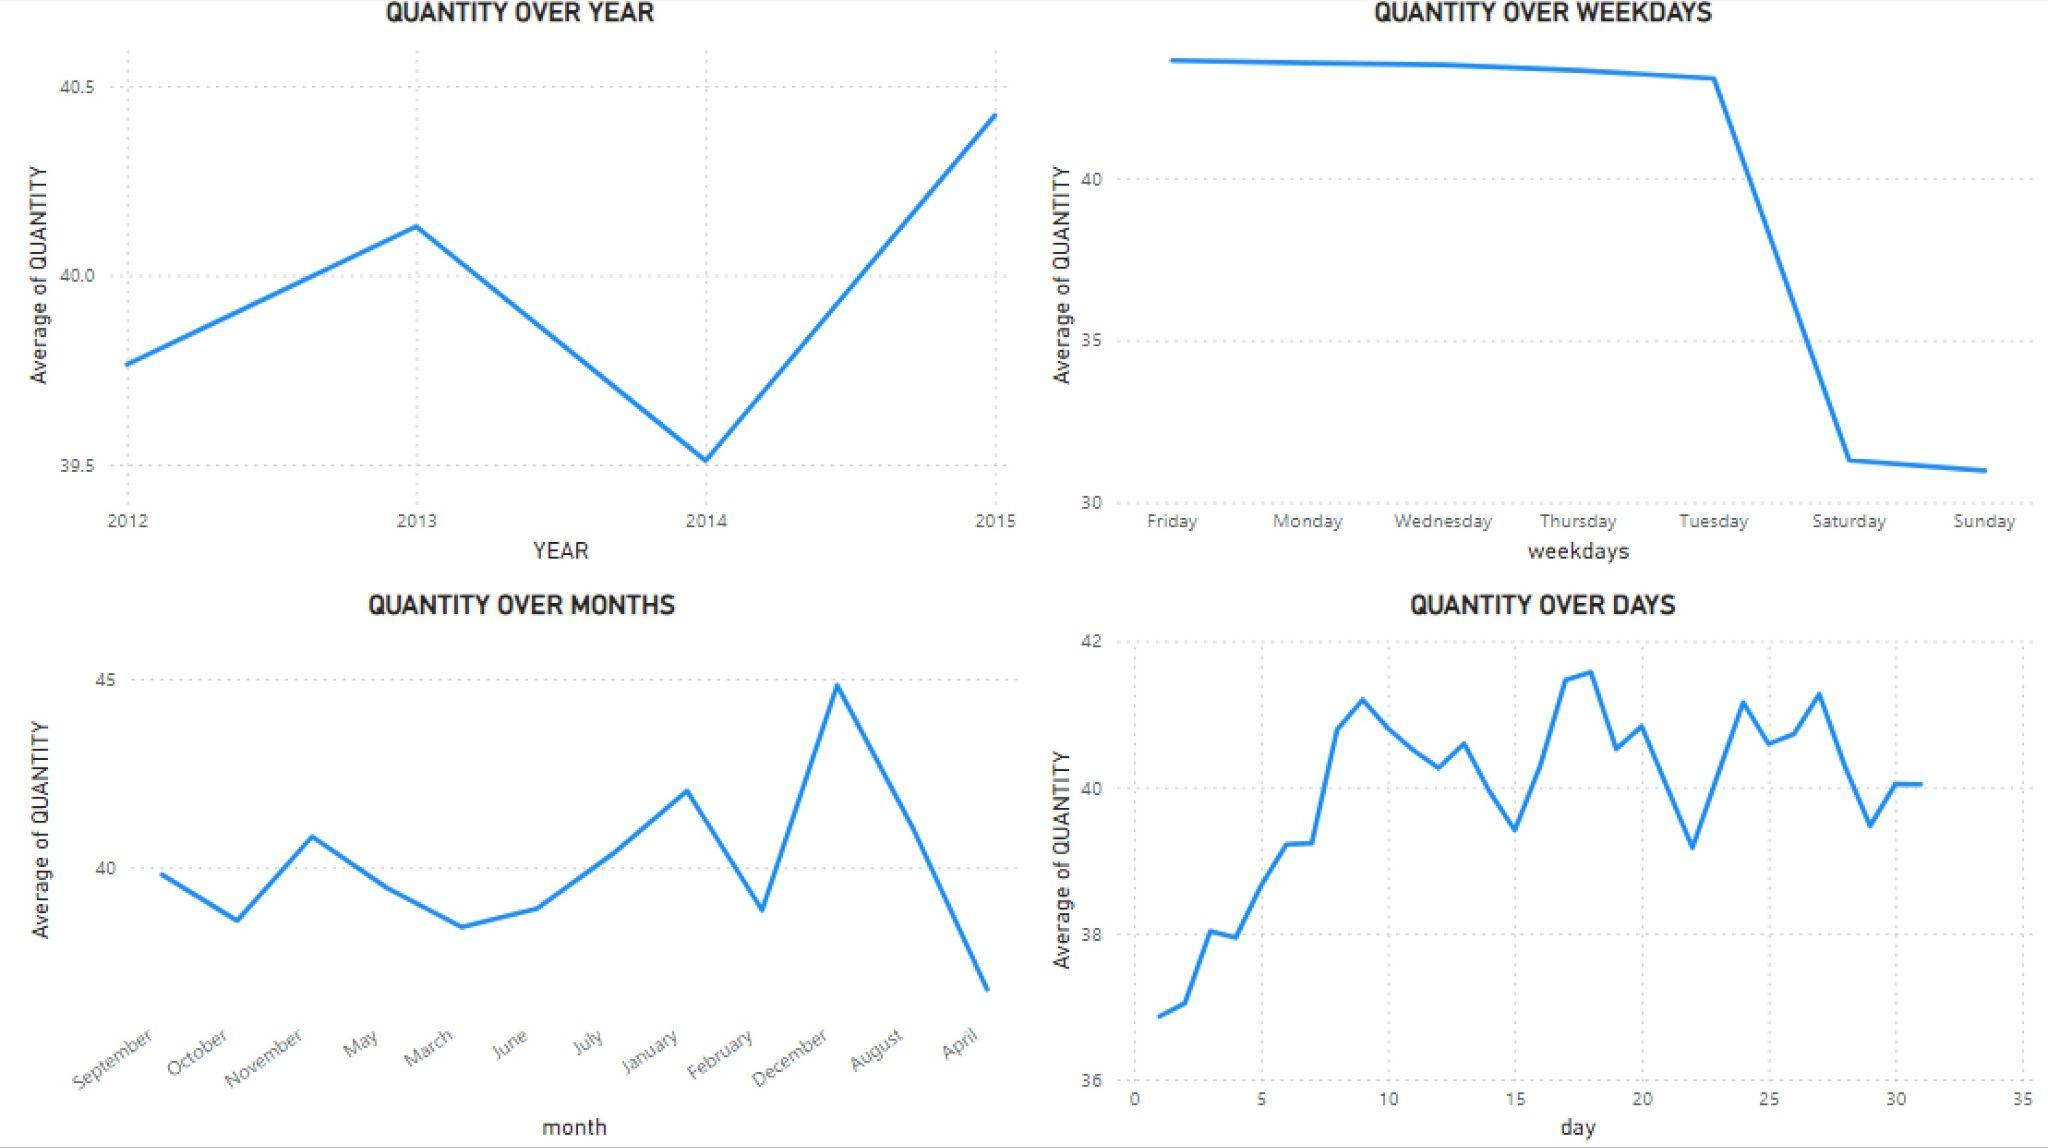 QUANTITY OVER YEAR
Average of QUANTITY
40.5
40.0
39.5
2012 2013 2014 2015
YEAR
QUANTITY OVER WEEKDAYS
Average of QUANTITY
40
35
30
Friday Monday Wednesday Thursday Tuesday Saturday Sunday
weekdays
QUANTITY OVER MONTHS
Average of QUANTITY
45
40
September October November May March June July January February December August April
month
QUANTITY OVER DAYS
Average of QUANTITY
42
40
38
36
0 5 10 15 20 25 30 35
day